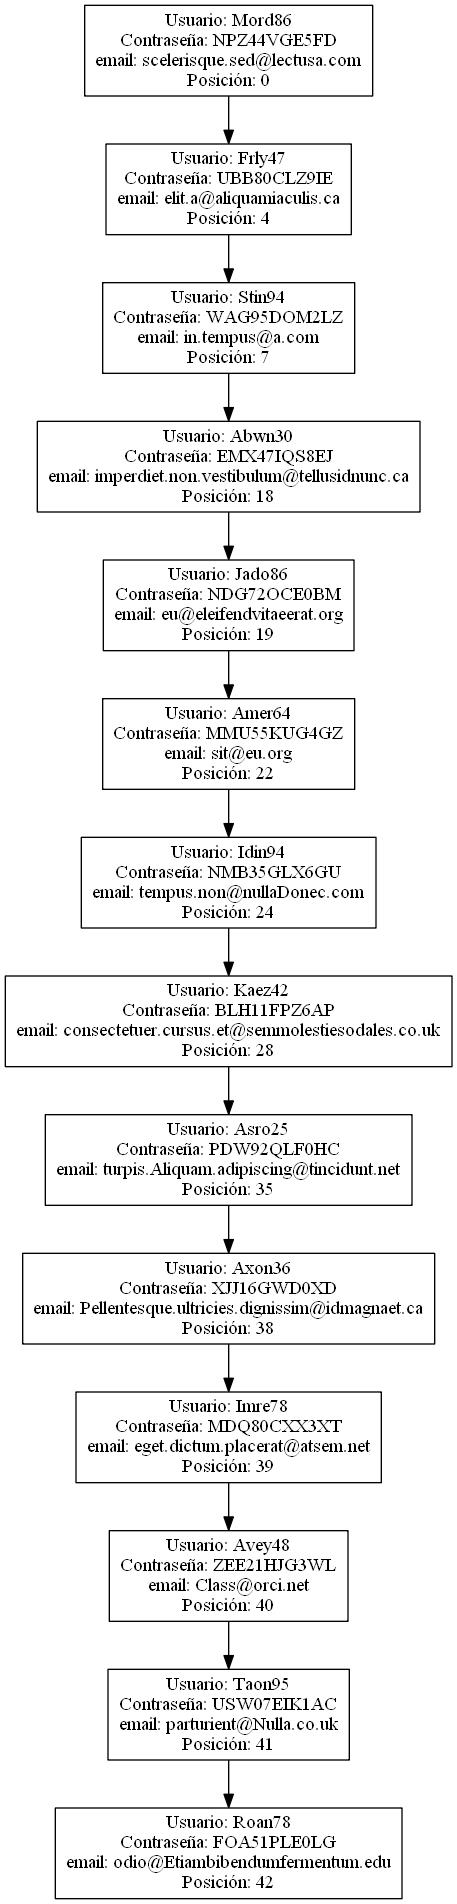 Usuario: Mord86
Contraseña: NPZ44VGE5FD
email: scelerisque.sed@lectusa.com
Posición: 0
Usuario: Frly47
Contraseña: UBB80CLZ9IE
email: elit.a@aliquamiaculis.ca
Posición: 4
Usuario: Stin94
Contraseña: WAG95DOM2LZ
email: in.tempus@a.com
Posición: 7
Usuario: Abwn30
Contraseña: EMX47IQS8EJ
email: imperdiet.non.vestibulum@tellusidnunc.ca
Posición: 18
Usuario: Jado86
Contraseña: NDG72OCE0BM
email: eu@eleifendvitaeerat.org
Posición: 19
Usuario: Amer64
Contraseña: MMU55KUG4GZ
email: sit@eu.org
Posición: 22
Usuario: Idin94
Contraseña: NMB35GLX6GU
email: tempus.non@nullaDonec.com
Posición: 24
Usuario: Kaez42
Contraseña: BLH11FPZ6AP
email: consectetuer.cursus.et@semmolestiesodales.co.uk
Posición: 28
Usuario: Asro25
Contraseña: PDW92QLF0HC
email: turpis.Aliquam.adipiscing@tincidunt.net
Posición: 35
Usuario: Axon36
Contraseña: XJJ16GWD0XD
email: Pellentesque.ultricies.dignissim@idmagnaet.ca
Posición: 38
Usuario: Imre78
Contraseña: MDQ80CXX3XT
email: eget.dictum.placerat@atsem.net
Posición: 39
Usuario: Avey48
Contraseña: ZEE21HJG3WL
email: Class@orci.net
Posición: 40
Usuario: Taon95
Contraseña: USW07EIK1AC
email: parturient@Nulla.co.uk
Posición: 41
Usuario: Roan78
Contraseña: FOA51PLE0LG
email: odio@Etiambibendumfermentum.edu
Posición: 42